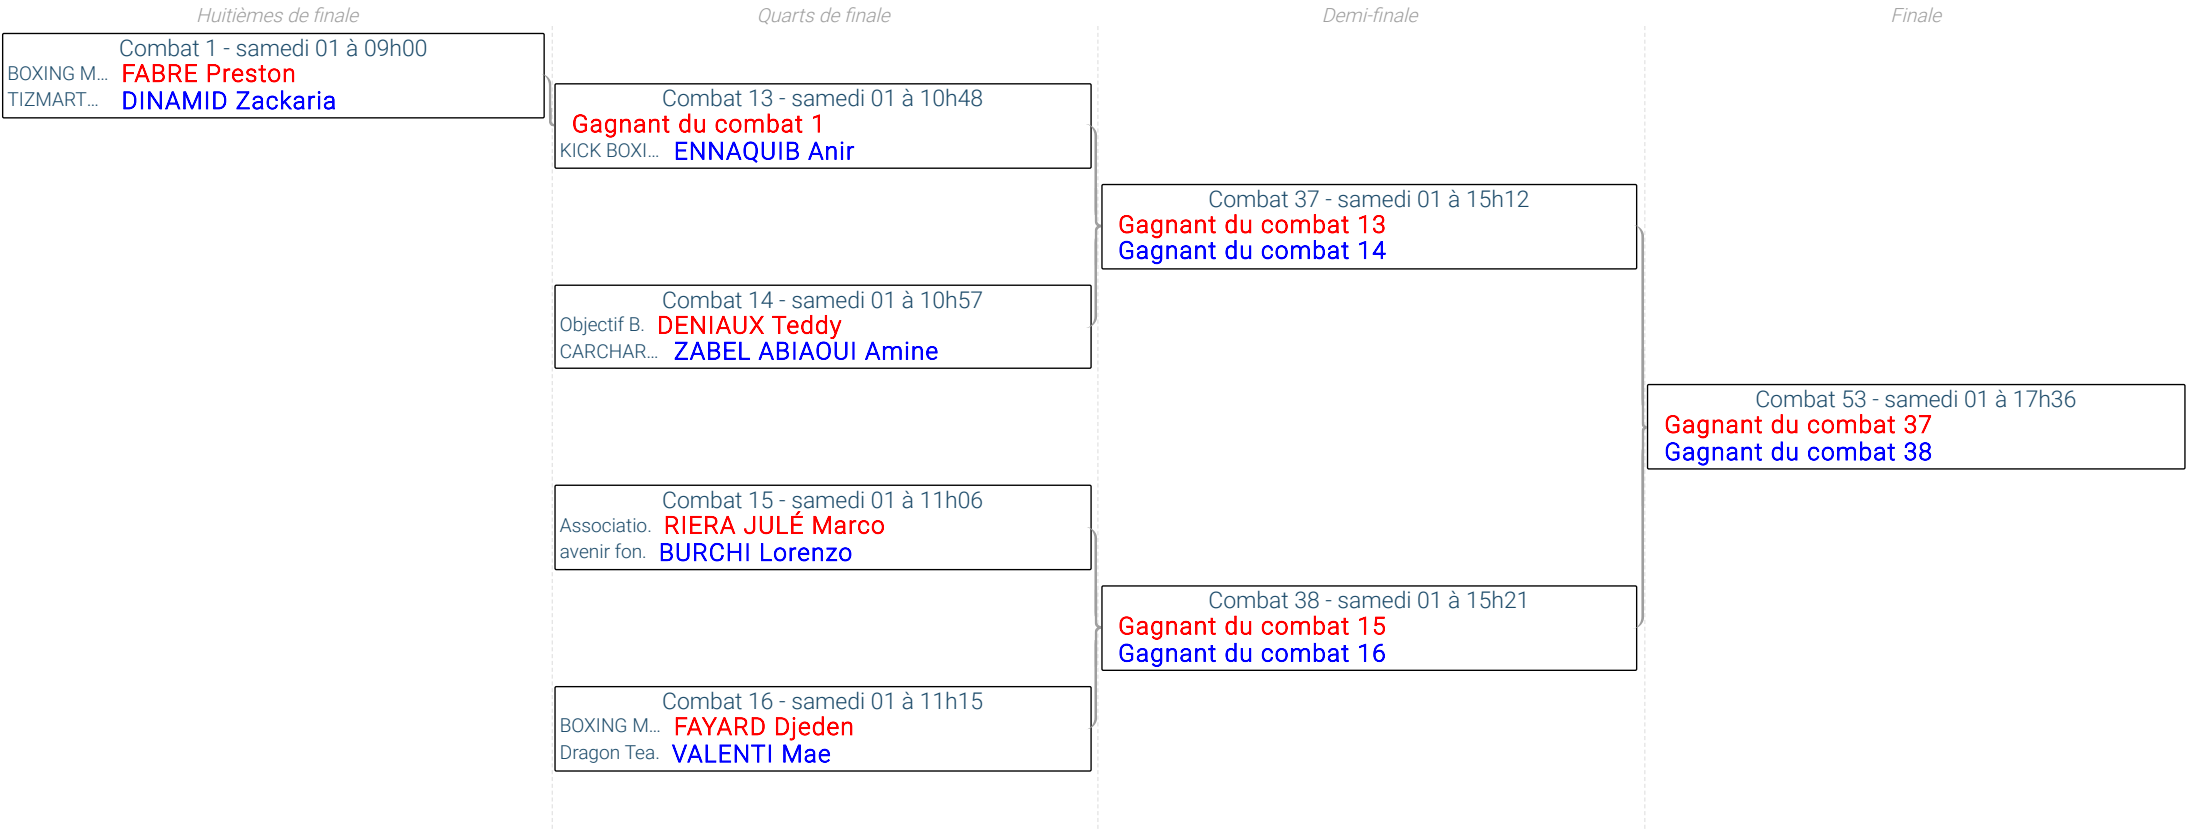 Huitièmes de finale
Quarts de finale
Demi-finale
Finale
Combat 1 - samedi 01 à 09h00
BOXING M... FABRE Preston
TIZMART... DINAMID Zackaria
Combat 13 - samedi 01 à 10h48
Gagnant du combat 1
KICK BOXI... ENNAQUIB Anir
Combat 14 - samedi 01 à 10h57
Objectif B. DENIAUX Teddy
CARCHAR... ZABEL ABIAOUI Amine
Combat 15 - samedi 01 à 11h06
Associatio. RIERA JULÉ Marco
avenir fon. BURCHI Lorenzo
Combat 16 - samedi 01 à 11h15
BOXING M... FAYARD Djeden
Dragon Tea. VALENTI Mae
Combat 37 - samedi 01 à 15h12
Gagnant du combat 13
Gagnant du combat 14
Combat 38 - samedi 01 à 15h21
Gagnant du combat 15
Gagnant du combat 16
Combat 53 - samedi 01 à 17h36
Gagnant du combat 37
Gagnant du combat 38